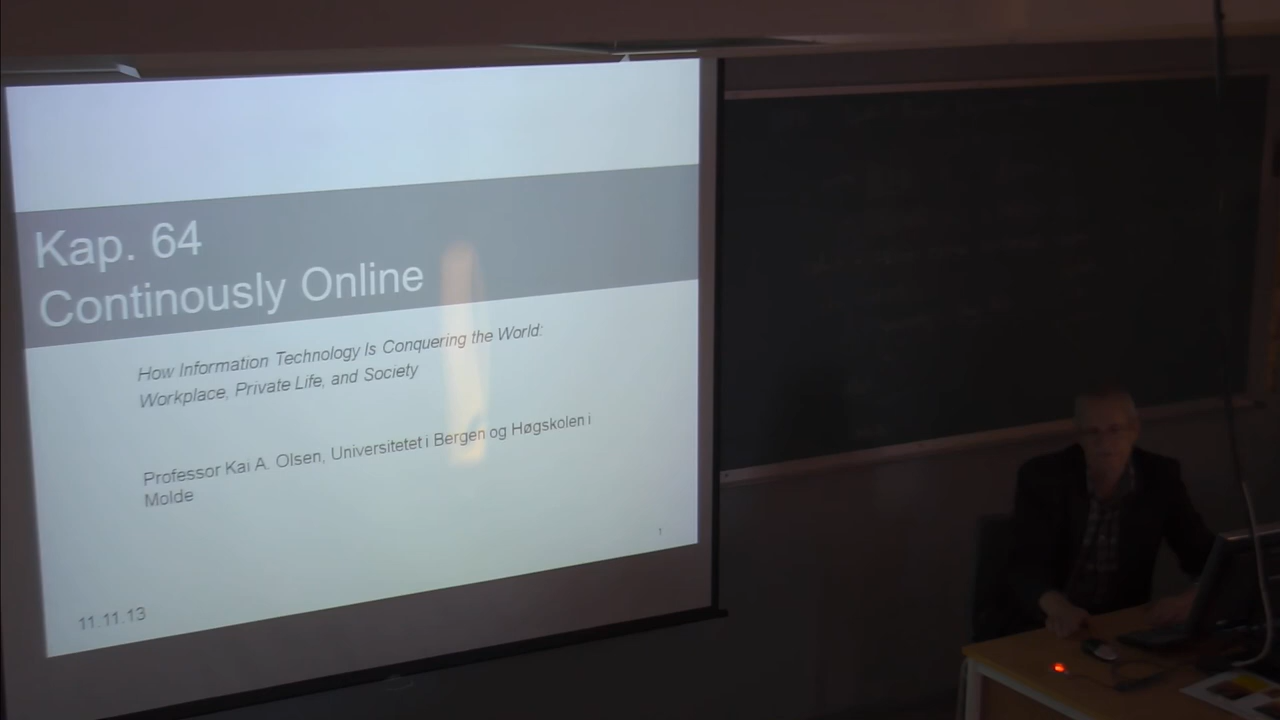 Kap. 64
Continously Online
How Information Technology Is Conquering the World:
Workplace, Private Life, and Society
Professor Kai A. Olsen, Universitetet i Bergen og Høgskolen i
Molde
1
11.11.13